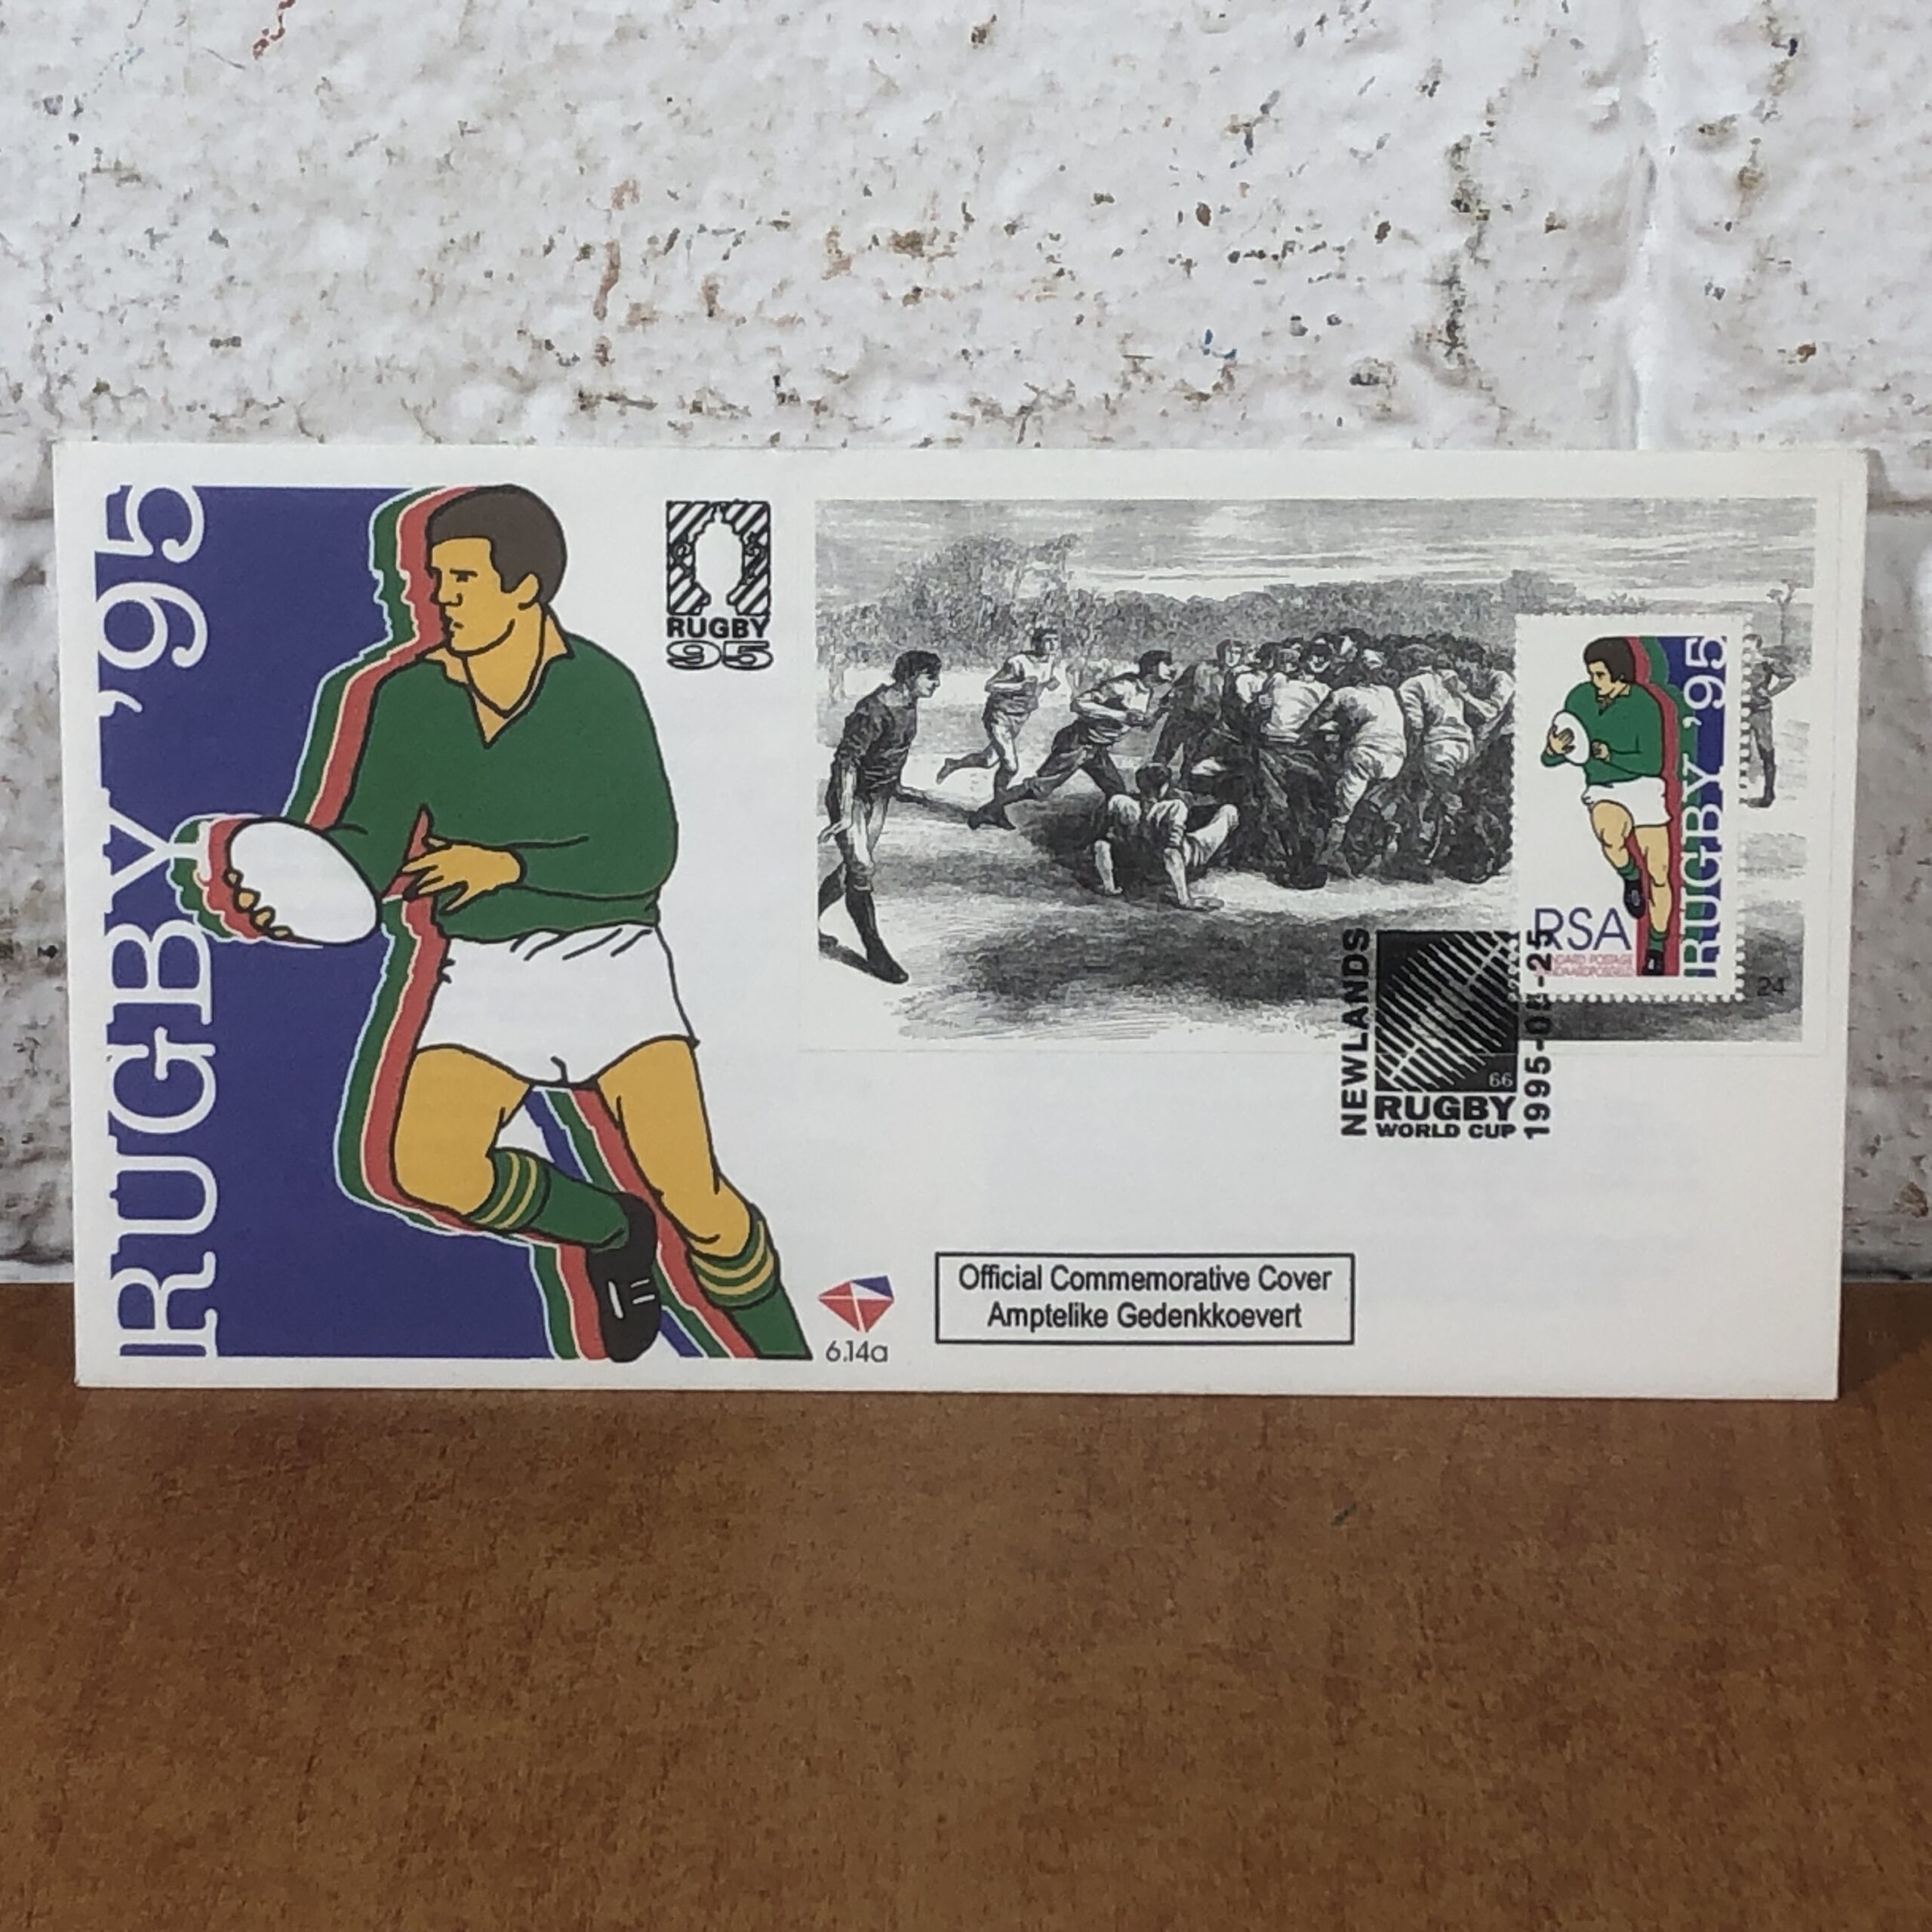 RUGBY '95
RUGBY
95
RSA
RUGBY '95
24
NEWLANDS
66
RUGBY
WORLD CUP
6.14a
Official Commemorative Cover
Amptelike Gedenkkoevert